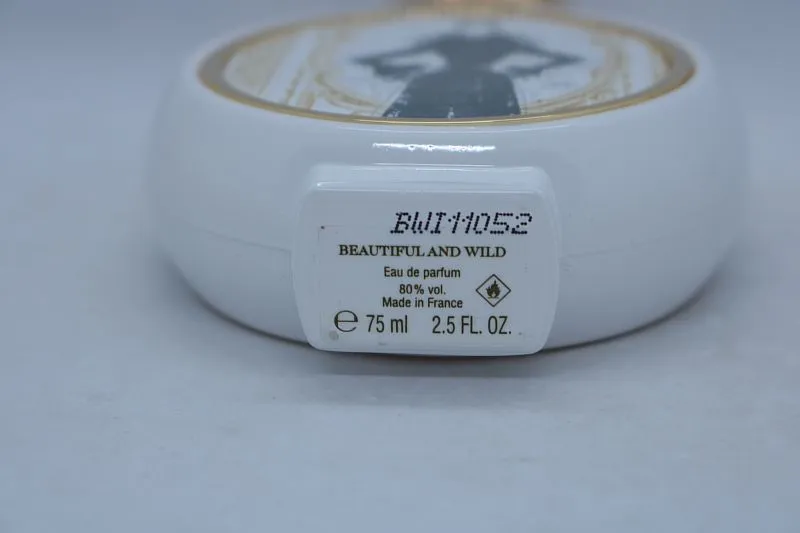 BWI11052
BEAUTIFUL AND WILD
Eau de parfum
80% vol.
Made in France
℮ 75 ml 2.5 FL. OZ.